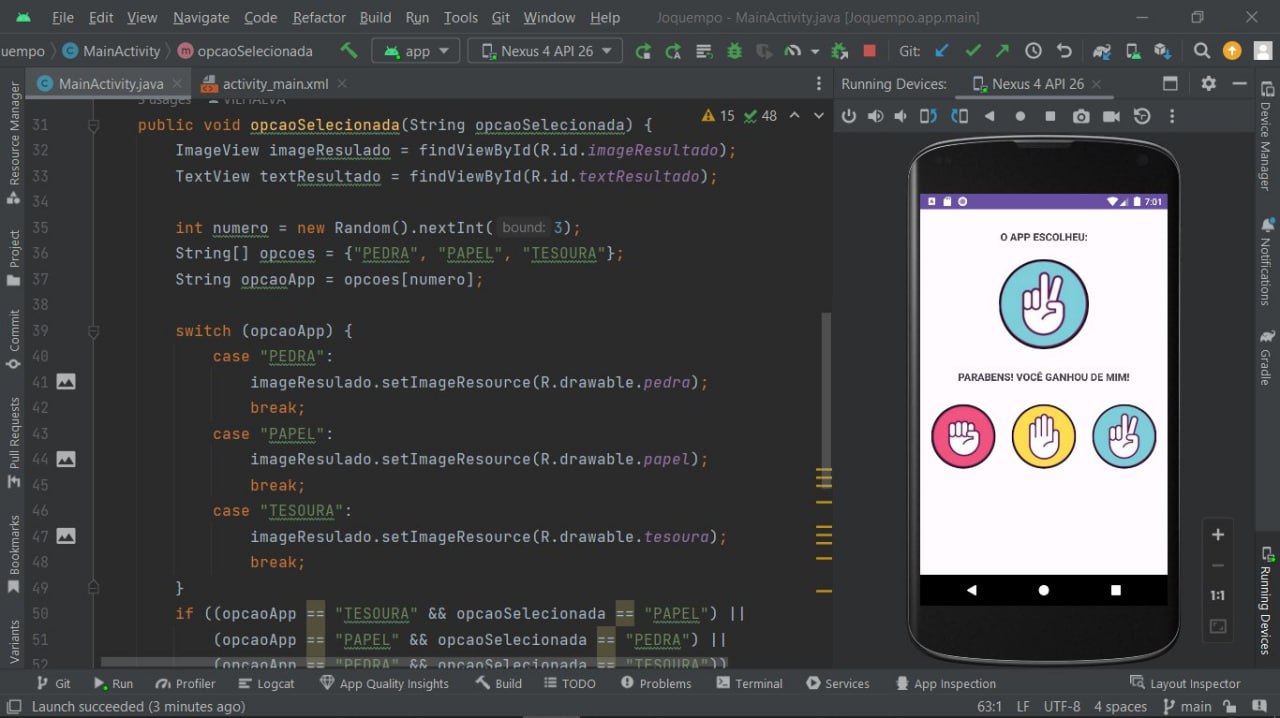 File Edit View Navigate Code Refactor Build Run Tools Git Window Help Joquempo - MainActivity.java [Joquempo.app.main]
uempo MainActivity opcaoSelecionada app Nexus 4 API 26 Git:
MainActivity.java activity_main.xml Running Devices: Nexus 4 API 26
3 usages VILHALVA
15 48
31 public void opcaoSelecionada(String opcaoSelecionada) {
32 ImageView imageResulado = findViewById(R.id.imageResultado);
33 TextView textResultado = findViewById(R.id.textResultado);
34
35 int numero = new Random().nextInt( bound: 3);
36 String[] opcoes = {"PEDRA", "PAPEL", "TESOURA"};
37 String opcaoApp = opcoes[numero];
38
39 switch (opcaoApp) {
40 case "PEDRA":
41 imageResulado.setImageResource(R.drawable.pedra);
42 break;
43 case "PAPEL":
44 imageResulado.setImageResource(R.drawable.papel);
45 break;
46 case "TESOURA":
47 imageResulado.setImageResource(R.drawable.tesoura);
48 break;
49 }
50 if ((opcaoApp == "TESOURA" && opcaoSelecionada == "PAPEL") ||
51 (opcaoApp == "PAPEL" && opcaoSelecionada == "PEDRA") ||
52 (opcaoApp == "PEDRA" && opcaoSelecionada == "TESOURA"))
Resource Manager
Project
Commit
Pull Requests
Bookmarks
Variants
7:01
O APP ESCOLHEU:
PARABENS! VOCÊ GANHOU DE MIM!
1:1
Device Manager
Notifications
Gradle
Running Devices
Git Run Profiler Logcat App Quality Insights Build TODO Problems Terminal Services App Inspection Layout Inspector
Launch succeeded (3 minutes ago) 63:1 LF UTF-8 4 spaces main